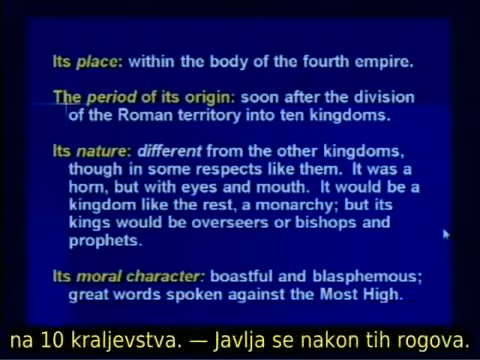 Its place: within the body of the fourth empire.
The period of its origin: soon after the division
of the Roman territory into ten kingdoms.
Its nature: different from the other kingdoms,
though in some respects like them. It was a
horn, but with eyes and mouth. It would be a
kingdom like the rest, a monarchy; but its
kings would be overseers or bishops and
prophets.
Its moral character: boastful and blasphemous;
great words spoken against the Most High.
na 10 kraljevstva. — Javlja se nakon tih rogova.